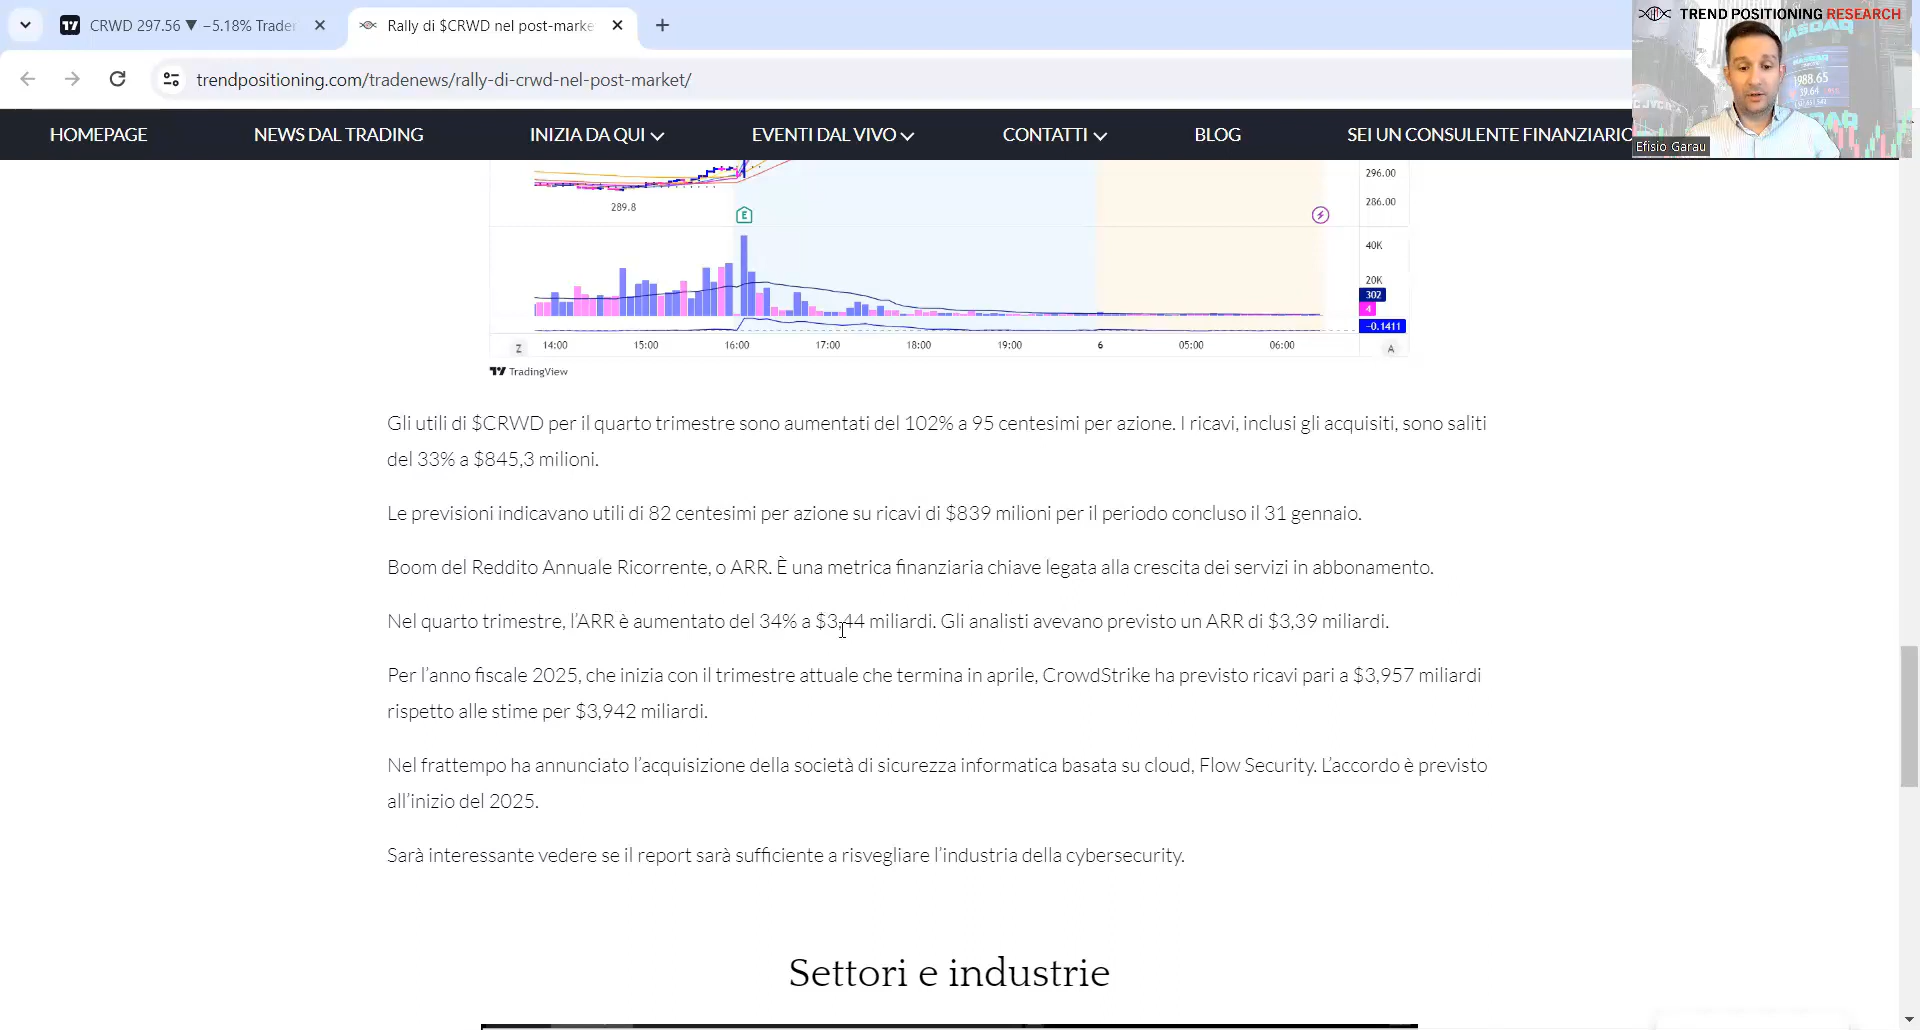 CRWD 297.56 ▼ −5.18% Trade
Rally di $CRWD nel post-marke
trendpositioning.com/tradenews/rally-di-crwd-nel-post-market/
TREND POSITIONING RESEARCH
NASDAQ
Efisio Garau
HOMEPAGE
NEWS DAL TRADING
INIZIA DA QUI
EVENTI DAL VIVO
CONTATTI
BLOG
SEI UN CONSULENTE FINANZIARIO
296.00
289.8
286.00
E
40K
20K
302
4
−0.1411
Z 14:00 15:00 16:00 17:00 18:00 19:00 6 05:00 06:00 A
TradingView
Gli utili di $CRWD per il quarto trimestre sono aumentati del 102% a 95 centesimi per azione. I ricavi, inclusi gli acquisiti, sono saliti
del 33% a $845,3 milioni.
Le previsioni indicavano utili di 82 centesimi per azione su ricavi di $839 milioni per il periodo concluso il 31 gennaio.
Boom del Reddito Annuale Ricorrente, o ARR. È una metrica finanziaria chiave legata alla crescita dei servizi in abbonamento.
Nel quarto trimestre, l’ARR è aumentato del 34% a $3,44 miliardi. Gli analisti avevano previsto un ARR di $3,39 miliardi.
Per l’anno fiscale 2025, che inizia con il trimestre attuale che termina in aprile, CrowdStrike ha previsto ricavi pari a $3,957 miliardi
rispetto alle stime per $3,942 miliardi.
Nel frattempo ha annunciato l’acquisizione della società di sicurezza informatica basata su cloud, Flow Security. L’accordo è previsto
all’inizio del 2025.
Sarà interessante vedere se il report sarà sufficiente a risvegliare l’industria della cybersecurity.
Settori e industrie